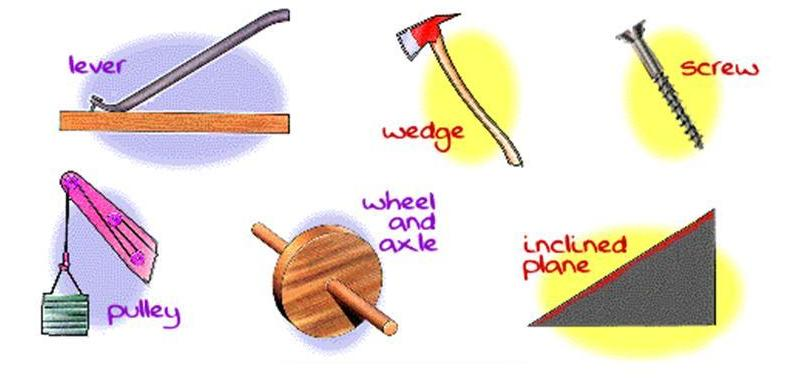 lever
wedge
screw
pulley
wheel
and
axle
inclined
plane